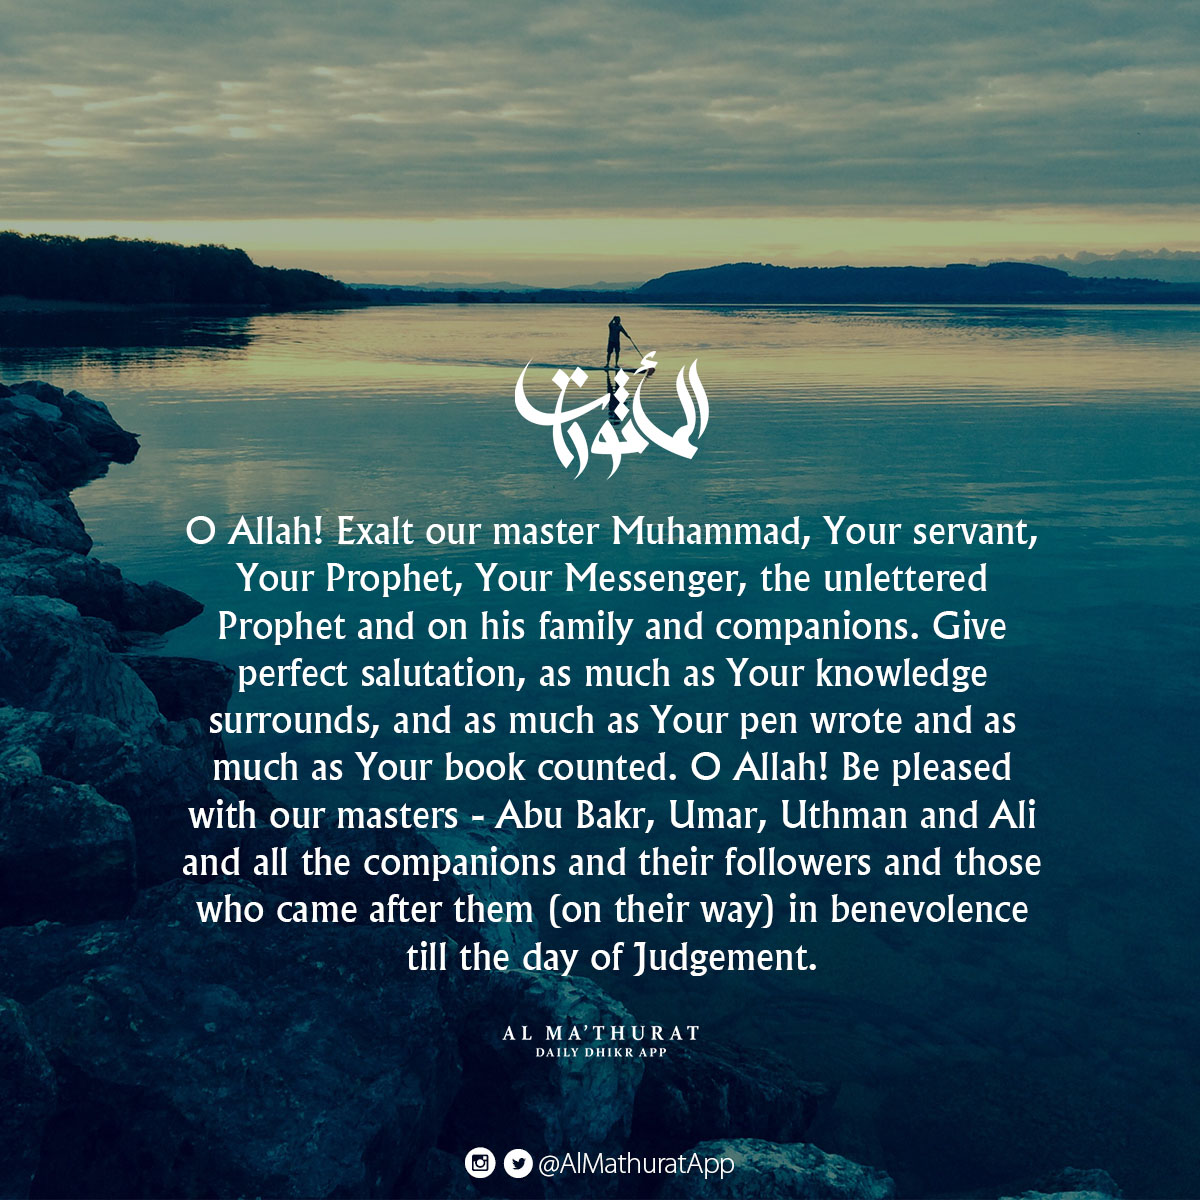 المأثورات
O Allah! Exalt our master Muhammad, Your servant,
Your Prophet, Your Messenger, the unlettered
Prophet and on his family and companions. Give
perfect salutation, as much as Your knowledge
surrounds, and as much as Your pen wrote and as
much as Your book counted. O Allah! Be pleased
with our masters - Abu Bakr, Umar, Uthman and Ali
and all the companions and their followers and those
who came after them (on their way) in benevolence
till the day of Judgement.
AL MA'THURAT
DAILY DHIKR APP
@AlMathuratApp